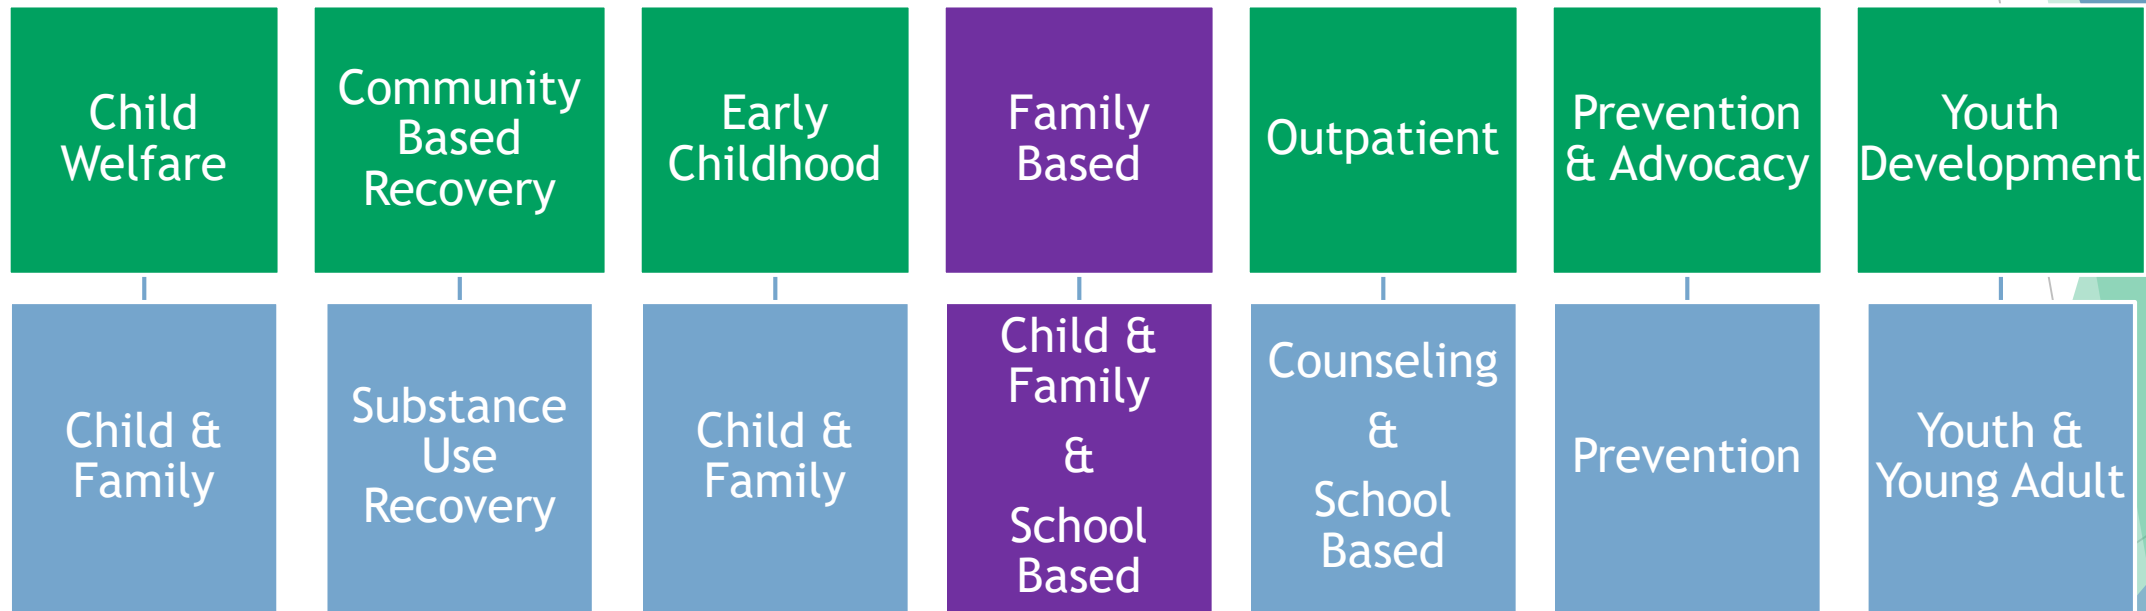 Child
Welfare
Community
Based
Recovery
Early
Childhood
Family
Based
Outpatient
Prevention
& Advocacy
Youth
Development
Child &
Family
Substance
Use
Recovery
Child &
Family
Child &
Family
&
School
Based
Counseling
&
School
Based
Prevention
Youth &
Young Adult